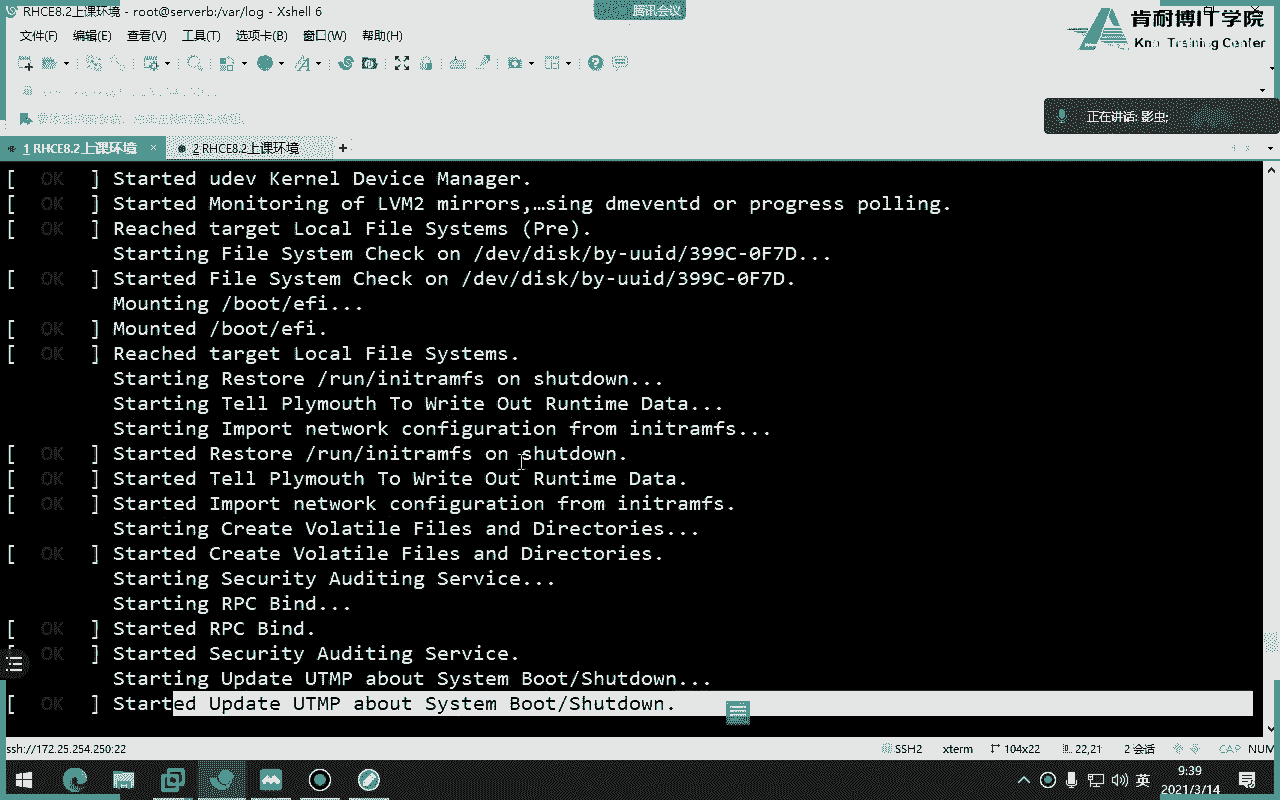 RHCE8.2上课环境 - root@serverb:/var/log - Xshell 6
腾讯会议
肯耐博IT学院
Training Center
文件(F) 编辑(E) 查看(V) 工具(T) 选项卡(B) 窗口(W) 帮助(H)
正在讲话: 影虫;
1 RHCE8.2上课环境 × 2 RHCE8.2上课环境 +
[ OK ] Started udev Kernel Device Manager.
[ OK ] Started Monitoring of LVM2 mirrors,…sing dmeventd or progress polling.
[ OK ] Reached target Local File Systems (Pre).
Starting File System Check on /dev/disk/by-uuid/399C-0F7D...
[ OK ] Started File System Check on /dev/disk/by-uuid/399C-0F7D.
Mounting /boot/efi...
[ OK ] Mounted /boot/efi.
[ OK ] Reached target Local File Systems.
Starting Restore /run/initramfs on shutdown...
Starting Tell Plymouth To Write Out Runtime Data...
Starting Import network configuration from initramfs...
[ OK ] Started Restore /run/initramfs on shutdown.
[ OK ] Started Tell Plymouth To Write Out Runtime Data.
[ OK ] Started Import network configuration from initramfs.
Starting Create Volatile Files and Directories...
[ OK ] Started Create Volatile Files and Directories.
Starting Security Auditing Service...
Starting RPC Bind...
[ OK ] Started RPC Bind.
[ OK ] Started Security Auditing Service.
Starting Update UTMP about System Boot/Shutdown...
[ OK ] Started Update UTMP about System Boot/Shutdown.
ssh://172.25.254.250:22 SSH2 xterm 104x22 22,21 2 会话 CAP NUM
英 9:39
2021/3/14